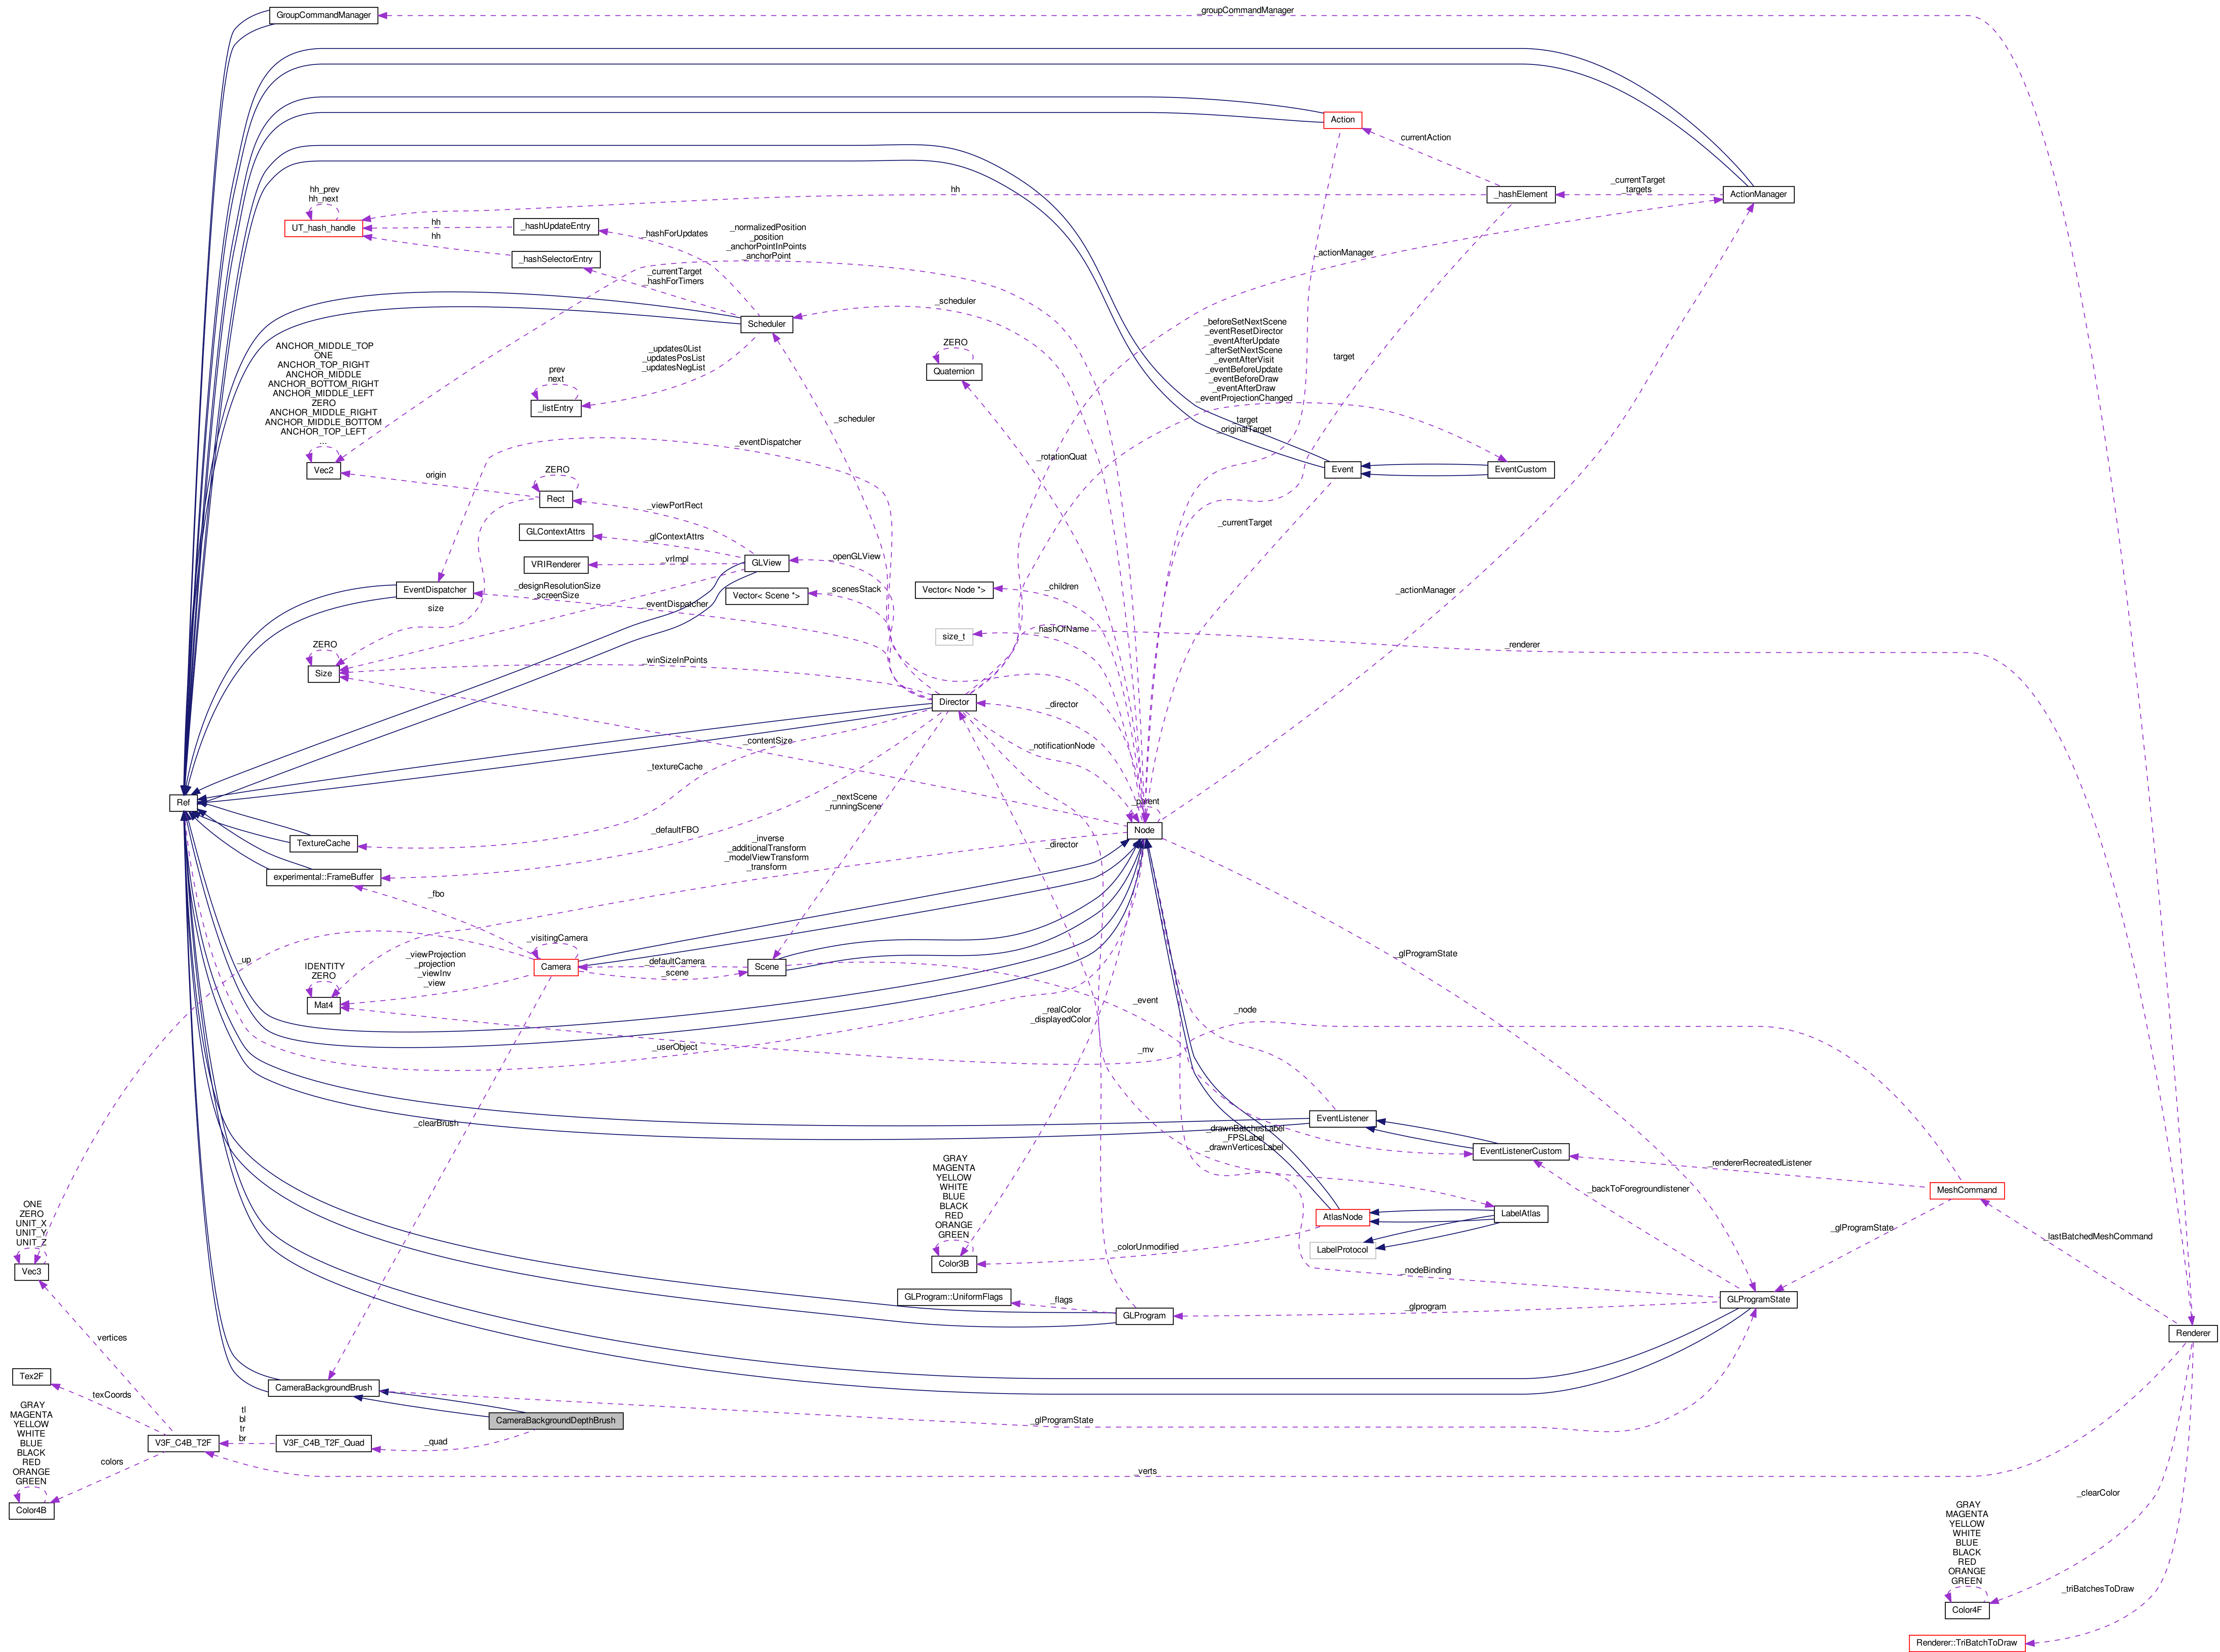 GroupCommandManager
_groupCommandManager
Action
currentAction
_hashElement
_currentTarget
_targets
ActionManager
hh
hh_prev
hh_next
UT_hash_handle
hh
_hashUpdateEntry
hh
_hashSelectorEntry
_hashForUpdates
_currentTarget
_hashForTimers
_normalizedPosition
_position
_anchorPointInPoints
_anchorPoint
_actionManager
Scheduler
_scheduler
_updates0List
_updatesPosList
_updatesNegList
prev
next
_listEntry
ZERO
Quaternion
_beforeSetNextScene
_eventResetDirector
_eventAfterUpdate
_afterSetNextScene
_eventAfterVisit
_eventBeforeUpdate
_eventBeforeDraw
_eventAfterDraw
_eventProjectionChanged
target
ANCHOR_MIDDLE_TOP
ONE
ANCHOR_TOP_RIGHT
ANCHOR_MIDDLE
ANCHOR_BOTTOM_RIGHT
ANCHOR_MIDDLE_LEFT
ZERO
ANCHOR_MIDDLE_RIGHT
ANCHOR_MIDDLE_BOTTOM
ANCHOR_TOP_LEFT
...
Vec2
_scheduler
_target
_originalTarget
_eventDispatcher
_rotationQuat
origin
ZERO
Rect
Event
EventCustom
_viewPortRect
_currentTarget
GLContextAttrs
_glContextAttrs
VRIRenderer
_vrImpl
GLView
_openGLView
EventDispatcher
_designResolutionSize
_screenSize
Vector< Scene *>
_scenesStack
Vector< Node *>
_children
_actionManager
size
_eventDispatcher
size_t
_hashOfName
_renderer
ZERO
Size
_winSizeInPoints
Director
_director
_contentSize
_notificationNode
_textureCache
Ref
_nextScene
_runningScene
_parent
Node
_defaultFBO
TextureCache
_inverse
_additionalTransform
_modelViewTransform
_transform
_director
experimental::FrameBuffer
_fbo
_visitingCamera
Camera
_defaultCamera
_scene
Scene
_up
IDENTITY
ZERO
Mat4
_viewProjection
_projection
_viewInv
_view
_glProgramState
_event
_realColor
_displayedColor
_node
_userObject
_mv
EventListener
_clearBrush
_drawnBatchesLabel
_FPSLabel
_drawnVerticesLabel
EventListenerCustom
_rendererRecreatedListener
MeshCommand
GRAY
MAGENTA
YELLOW
WHITE
BLUE
BLACK
RED
ORANGE
GREEN
Color3B
_backToForegroundlistener
ONE
ZERO
UNIT_X
UNIT_Y
UNIT_Z
Vec3
AtlasNode
LabelAtlas
LabelProtocol
_colorUnmodified
_glProgramState
_lastBatchedMeshCommand
_nodeBinding
GLProgram::UniformFlags
_flags
GLProgram
_glprogram
GLProgramState
Renderer
vertices
Tex2F
texCoords
CameraBackgroundBrush
_glProgramState
CameraBackgroundDepthBrush
GRAY
MAGENTA
YELLOW
WHITE
BLUE
BLACK
RED
ORANGE
GREEN
Color4B
colors
V3F_C4B_T2F
tl
bl
tr
br
V3F_C4B_T2F_Quad
_quad
_verts
_clearColor
GRAY
MAGENTA
YELLOW
WHITE
BLUE
BLACK
RED
ORANGE
GREEN
Color4F
_triBatchesToDraw
Renderer::TriBatchToDraw